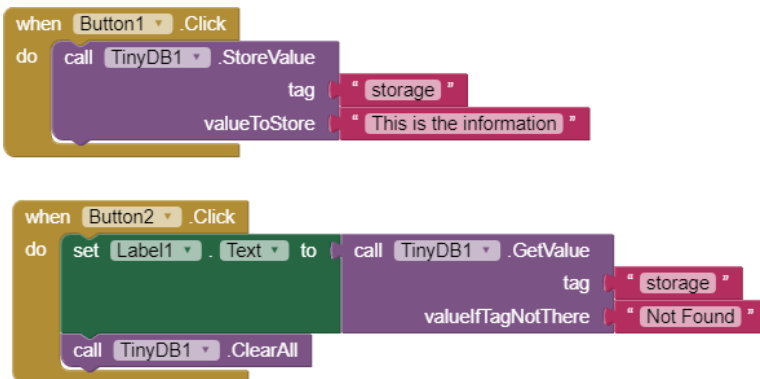 when Button1 .Click
do call TinyDB1 .StoreValue
tag " storage "
valueToStore " This is the information "
when Button2 .Click
do set Label1 . Text to call TinyDB1 .GetValue
tag " storage "
valueIfTagNotThere " Not Found "
call TinyDB1 .ClearAll